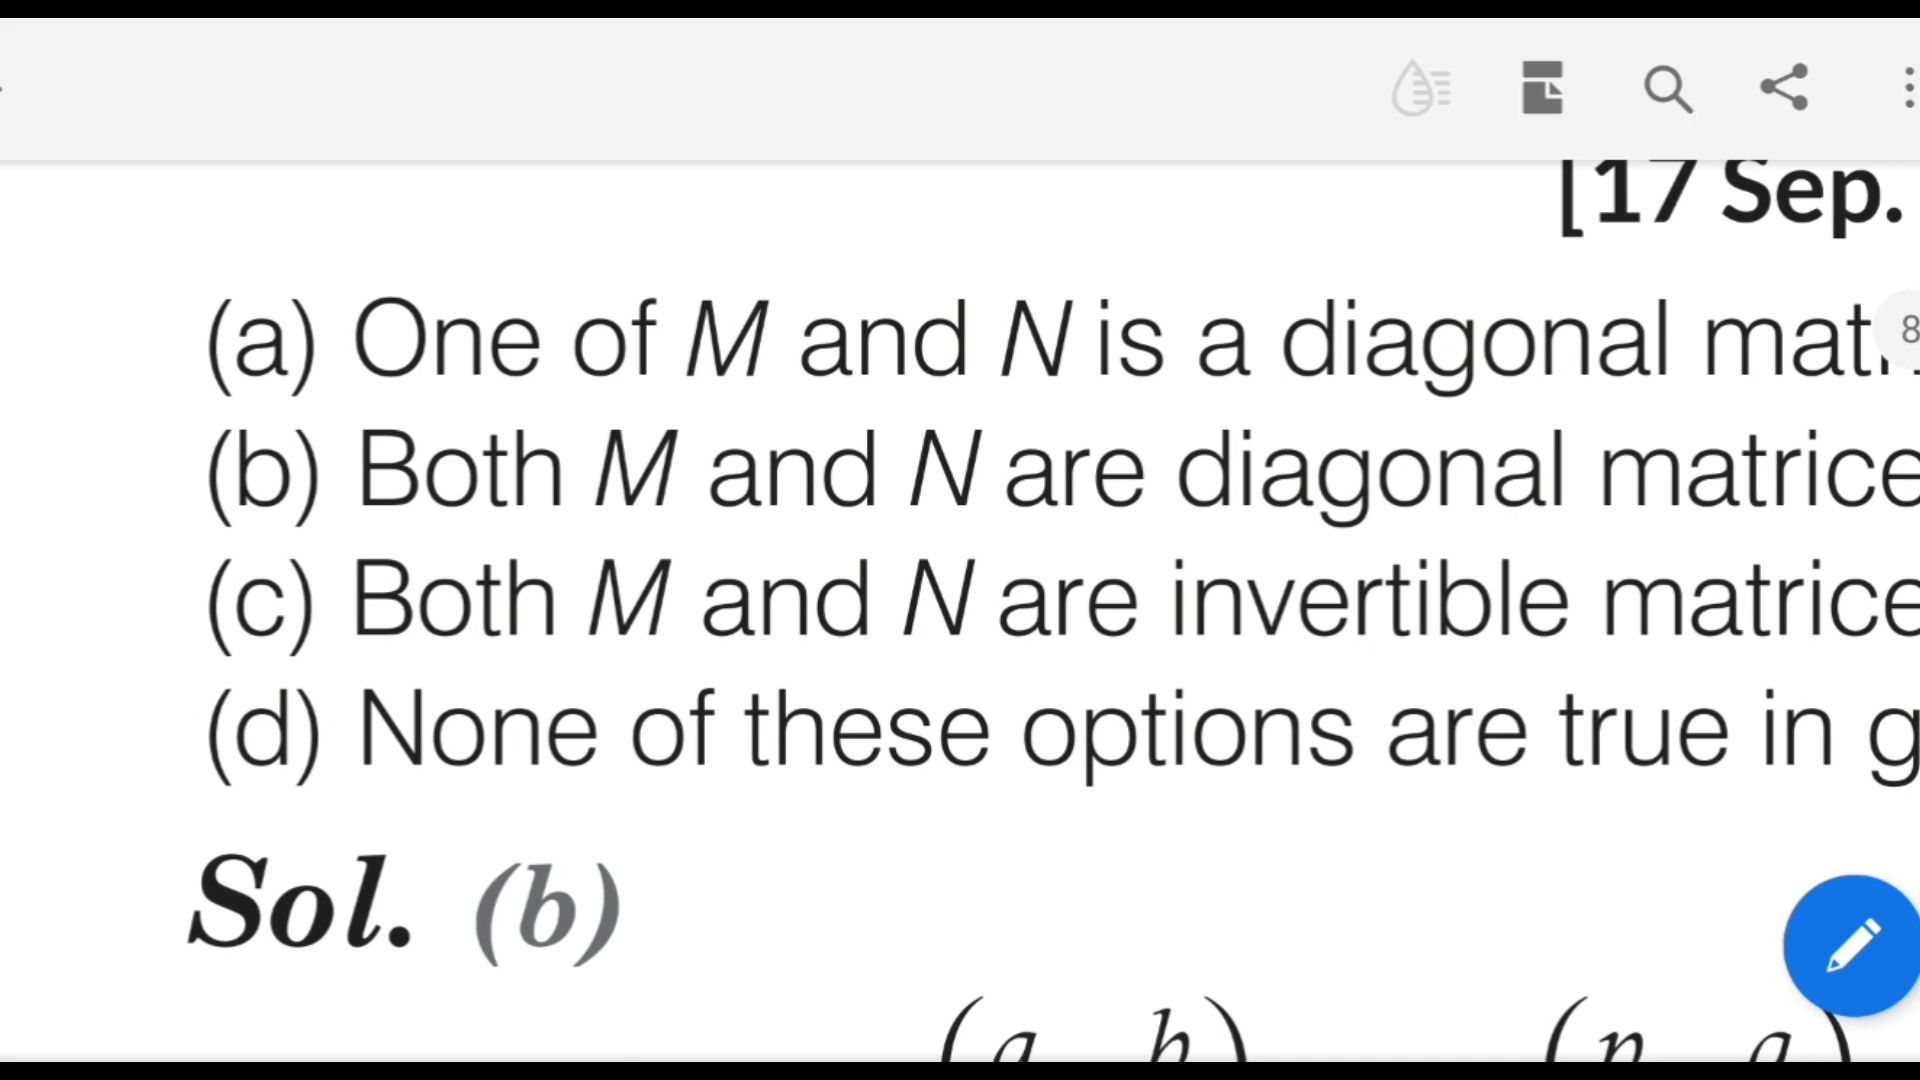 [17 Sep.
(a) One of M and N is a diagonal
8
(b) Both M and N are diagonal matrice
(c) Both M and N are invertible matrice
(d) None of these options are true in g
Sol. (b)